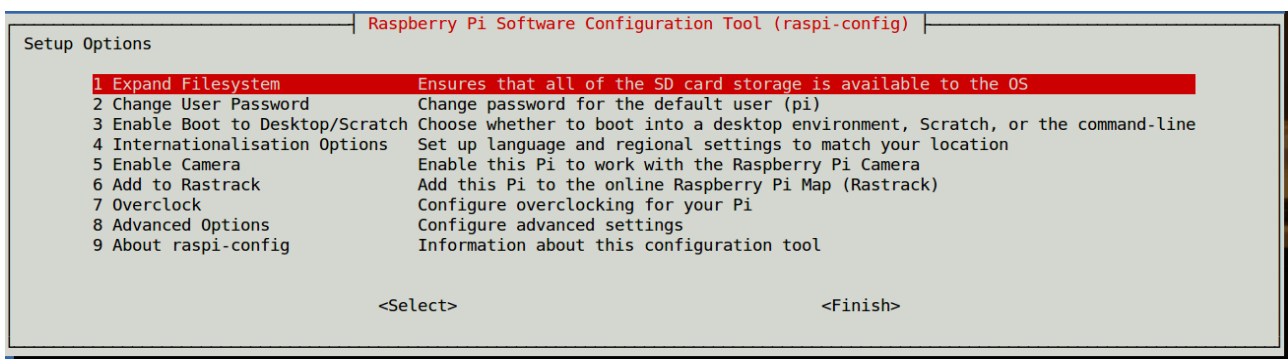 Raspberry Pi Software Configuration Tool (raspi-config)
Setup Options
1 Expand Filesystem Ensures that all of the SD card storage is available to the OS
2 Change User Password Change password for the default user (pi)
3 Enable Boot to Desktop/Scratch Choose whether to boot into a desktop environment, Scratch, or the command-line
4 Internationalisation Options Set up language and regional settings to match your location
5 Enable Camera Enable this Pi to work with the Raspberry Pi Camera
6 Add to Rastrack Add this Pi to the online Raspberry Pi Map (Rastrack)
7 Overclock Configure overclocking for your Pi
8 Advanced Options Configure advanced settings
9 About raspi-config Information about this configuration tool
<Select> <Finish>